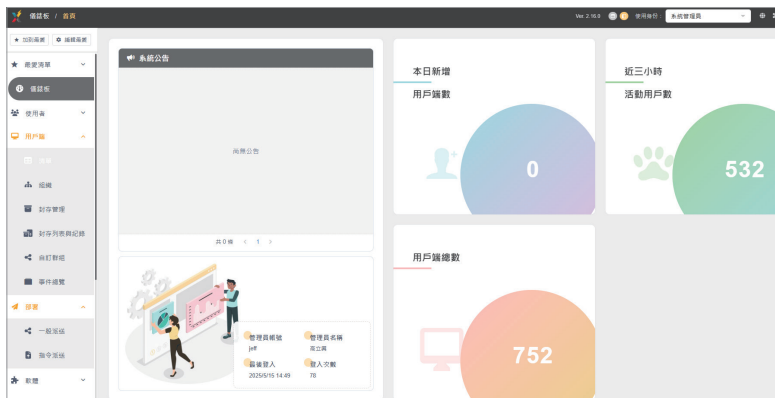 儀錶板 / 首頁
Ver. 2.16.8
使用身份:
系統管理員
★ 加到最愛
編輯最愛
最愛清單
儀錶板
使用者
用戶端
組織
封存管理
封存列表與紀錄
自訂群組
事件總覽
部署
一般派送
指令派送
軟體
系統公告
尚無公告
共 0 條 < 1 >
管理員帳號
jeff
管理員名稱
最後登入
2025/5/15 14:49
登入次數
78
本日新增
用戶端數
0
近三小時
活動用戶數
532
用戶端總數
752